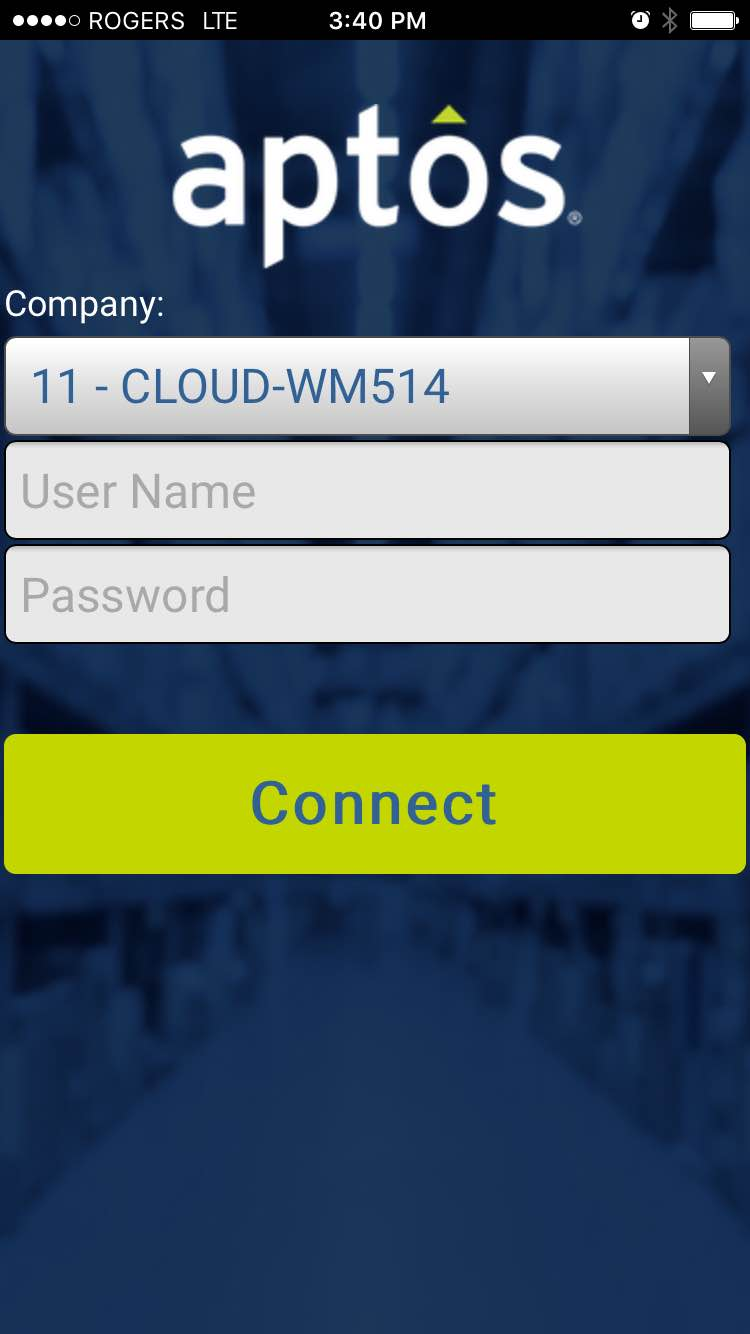 ROGERS LTE 3:40 PM
aptos®
Company:
11 - CLOUD-WM514
User Name
Password
Connect